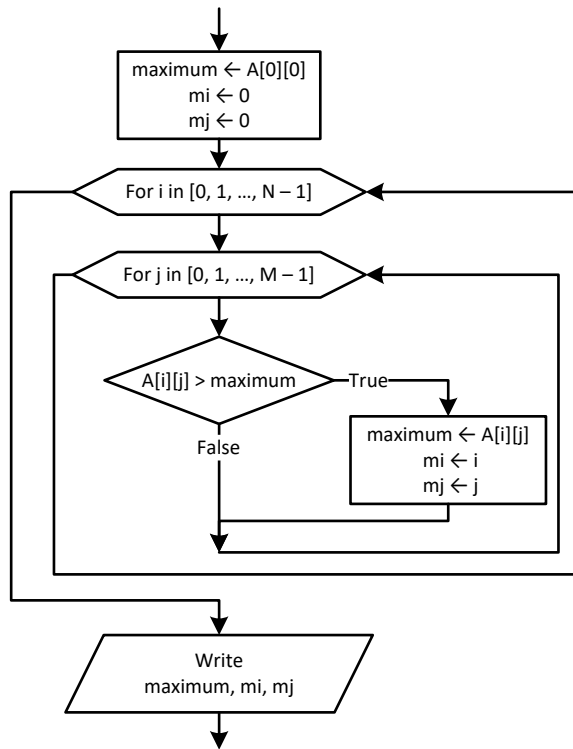 maximum ← A[0][0]
mi ← 0
mj ← 0
For i in [0, 1, …, N – 1]
For j in [0, 1, …, M – 1]
A[i][j] > maximum
True
maximum ← A[i][j]
mi ← i
mj ← j
False
Write
maximum, mi, mj